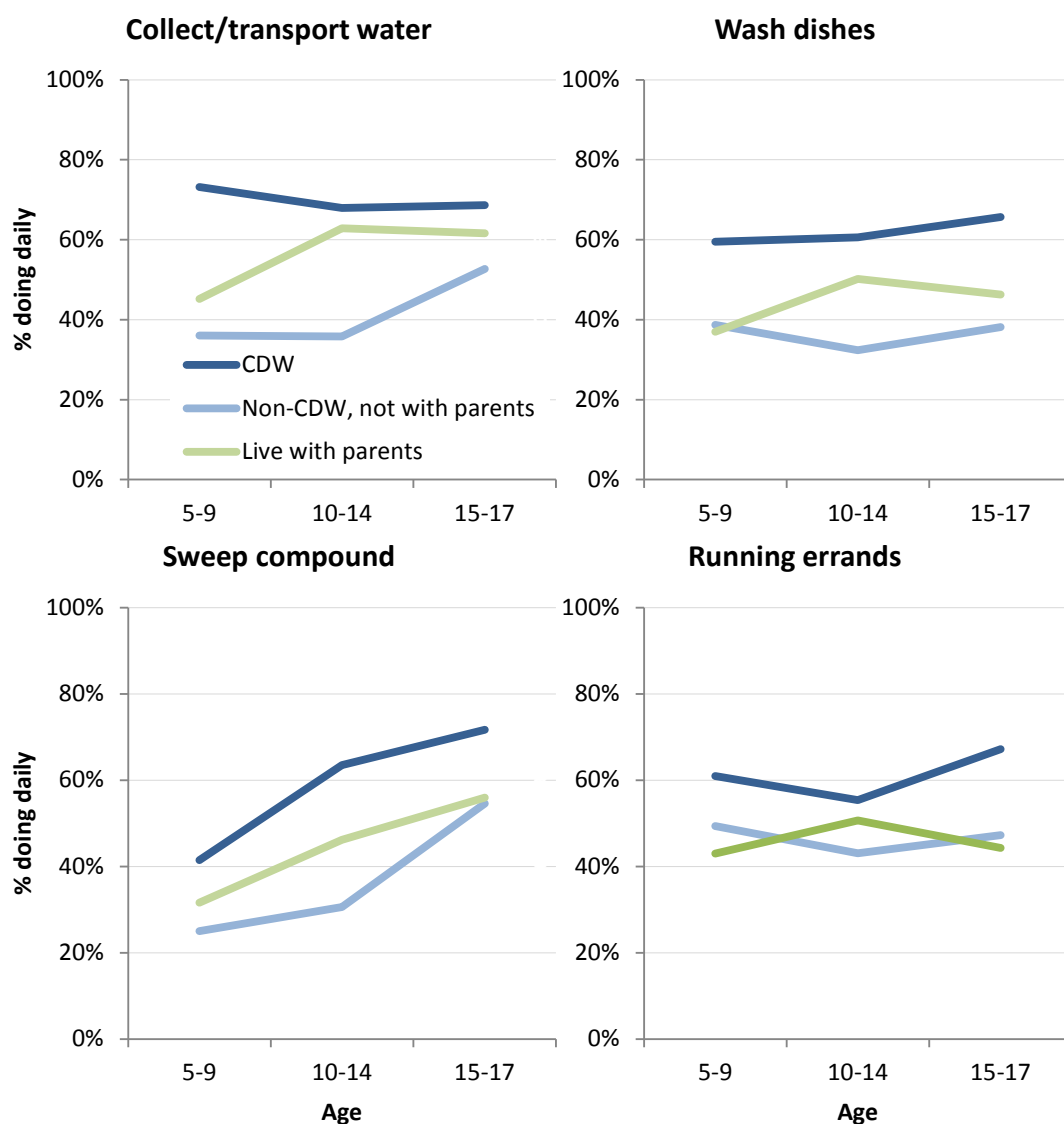 Collect/transport water
100%
80%
60%
40%
20%
0%
% doing daily
CDW
Non-CDW, not with parents
Live with parents
5-9 10-14 15-17
Wash dishes
100%
80%
60%
40%
20%
0%
5-9 10-14 15-17
Sweep compound
100%
80%
60%
40%
20%
0%
% doing daily
5-9 10-14 15-17
Age
Running errands
100%
80%
60%
40%
20%
0%
5-9 10-14 15-17
Age